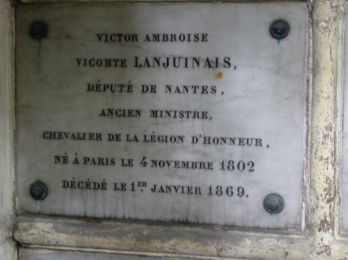 VICTOR AMBROISE
VICOMTE LANJUINAIS,
DÉPUTÉ DE NANTES,
ANCIEN MINISTRE,
CHEVALIER DE LA LÉGION D'HONNEUR,
NÉ À PARIS LE 4 NOVEMBRE 1802
DÉCÉDÉ LE 1ER JANVIER 1869.